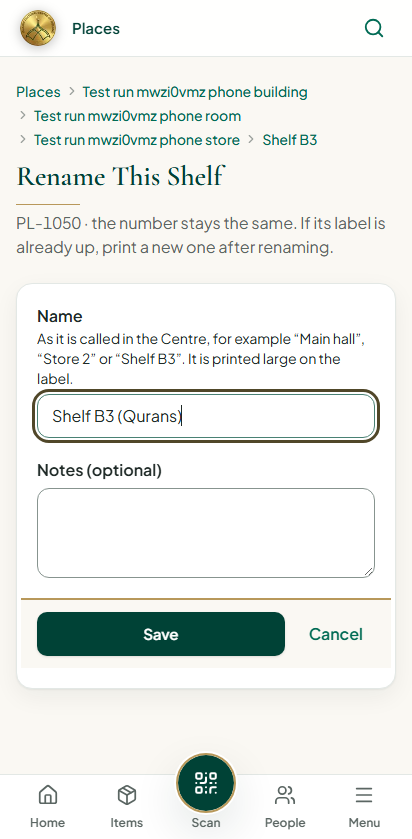 Places
Places > Test run mwzi0vmz phone building
> Test run mwzi0vmz phone room
> Test run mwzi0vmz phone store > Shelf B3
Rename This Shelf
PL-1050 · the number stays the same. If its label is
already up, print a new one after renaming.
Name
As it is called in the Centre, for example “Main hall”,
“Store 2” or “Shelf B3”. It is printed large on the
label.
Shelf B3 (Qurans)
Notes (optional)
Save Cancel
Home Items Scan People Menu